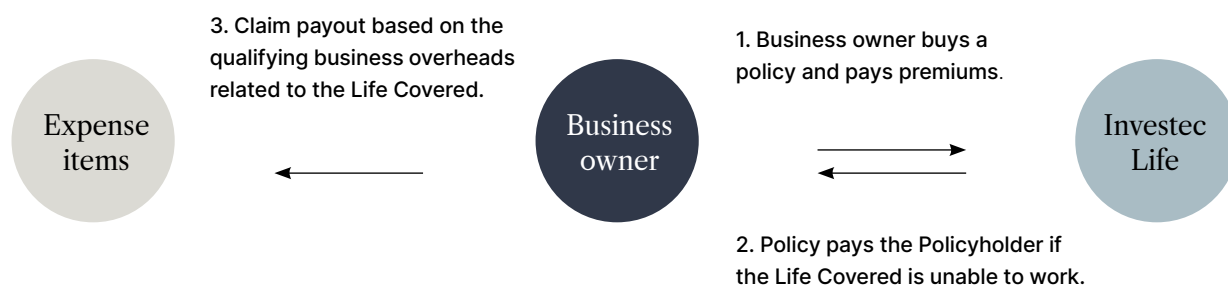 3. Claim payout based on the
qualifying business overheads
related to the Life Covered.
1. Business owner buys a
policy and pays premiums.
Expense
items
Business
owner
Investec
Life
2. Policy pays the Policyholder if
the Life Covered is unable to work.